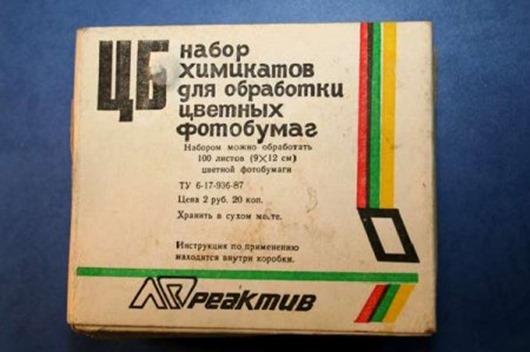 ЦБ
набор
химикатов
для обработки
цветных
фотобумаг
Набором можно обработать
100 листов (9×12 см)
цветной фотобумаги
ТУ 6-17-936-87
Цена 2 руб. 20 коп.
Хранить в сухом месте.
Инструкция по применению
находится внутри коробки.
реактив